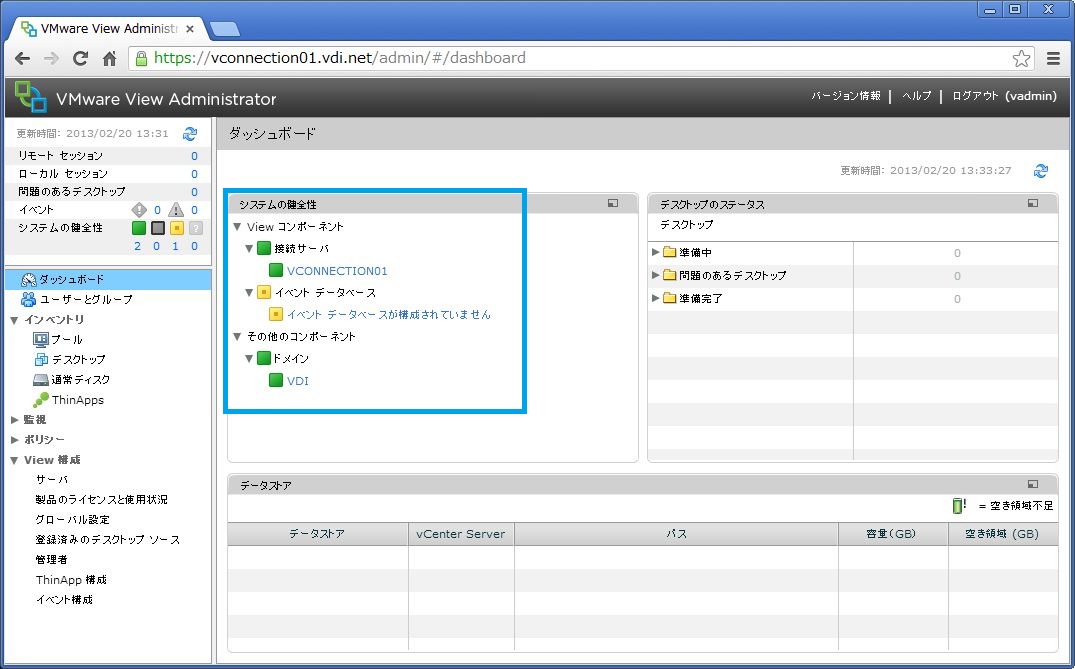 VMware View Administr
https://vconnection01.vdi.net/admin/#/dashboard
VMware View Administrator
バージョン情報 | ヘルプ | ログアウト (vadmin)
更新時間: 2013/02/20 13:31
リモート セッション 0
ローカル セッション 0
問題のあるデスクトップ 0
イベント 0 0
システムの健全性
2 0 1 0
ダッシュボード
ユーザーとグループ
インベントリ
プール
デスクトップ
通常ディスク
ThinApps
監視
ポリシー
View 構成
サーバ
製品のライセンスと使用状況
グローバル設定
登録済みのデスクトップ ソース
管理者
ThinApp 構成
イベント構成
ダッシュボード
更新時間: 2013/02/20 13:33:27
システムの健全性
View コンポーネント
接続サーバ
VCONNECTION01
イベント データベース
イベント データベースが構成されていません
その他のコンポーネント
ドメイン
VDI
デスクトップのステータス
デスクトップ
準備中 0
問題のあるデスクトップ 0
準備完了 0
データストア
! = 空き領域不足
データストア vCenter Server パス 容量(GB) 空き領域 (GB)